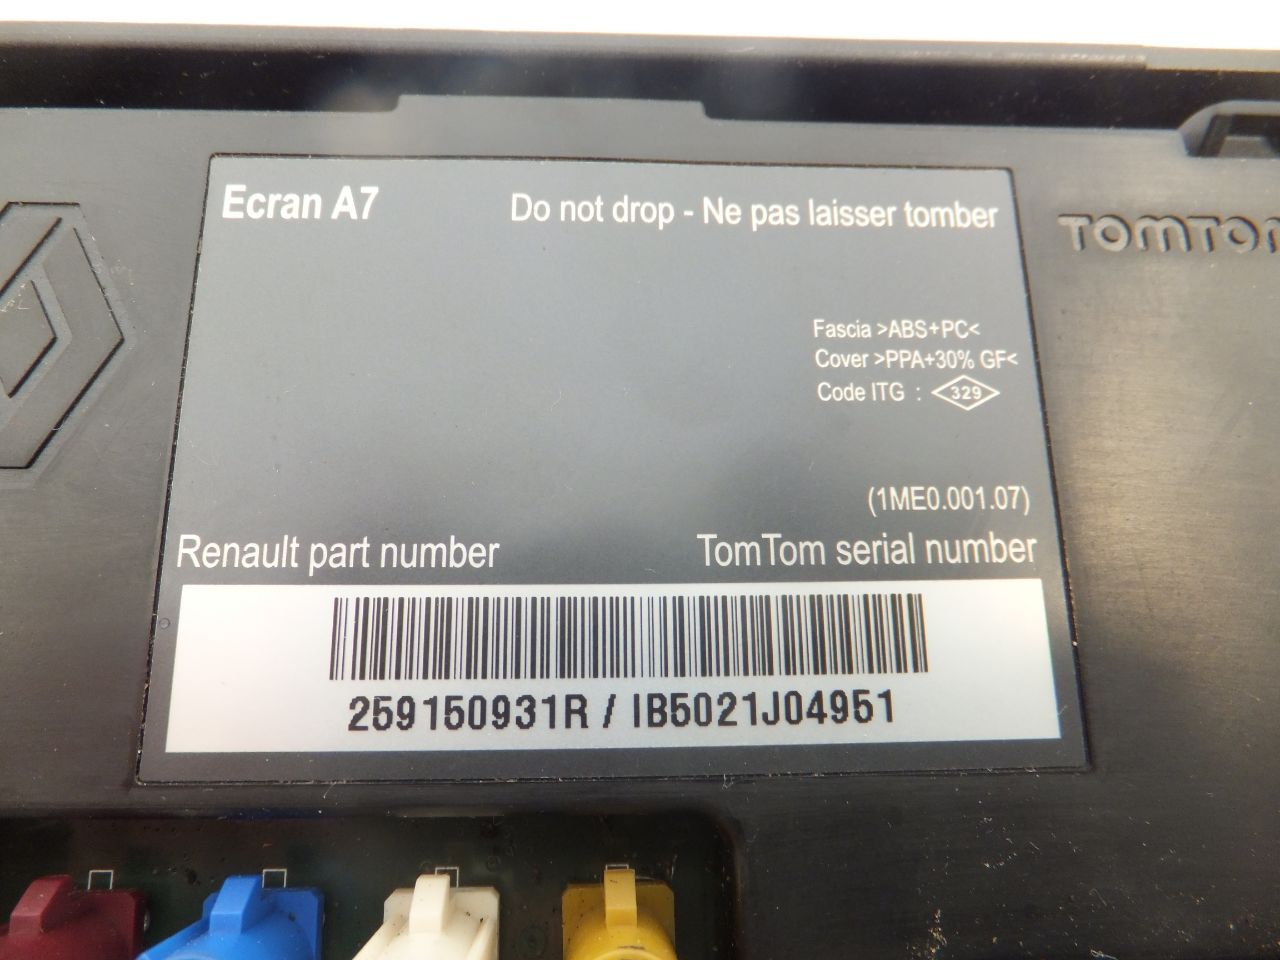 Ecran A7
Do not drop - Ne pas laisser tomber
TOMTOM
Fascia >ABS+PC<
Cover >PPA+30% GF<
Code ITG : 329
(1ME0.001.07)
Renault part number
TomTom serial number
259150931R / IB5021J04951